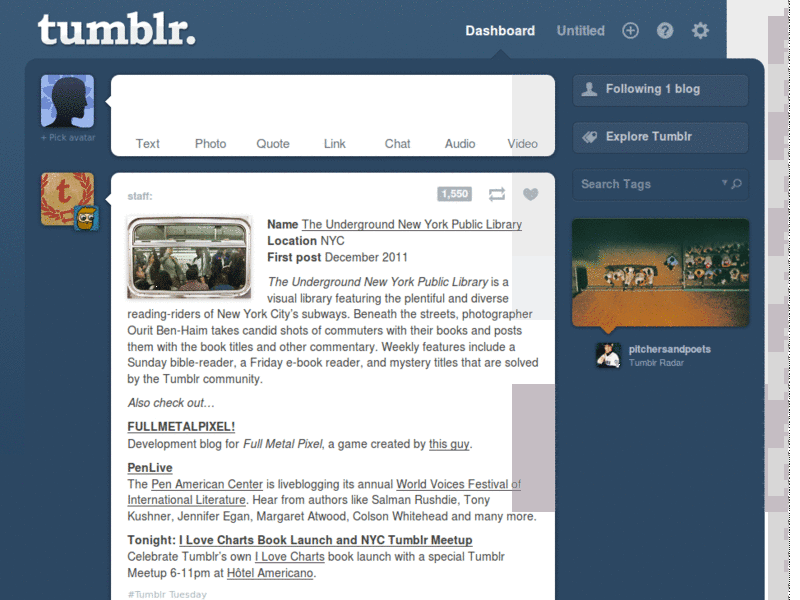 tumblr.
Dashboard Untitled
+ Pick avatar
Text Photo Quote Link Chat Audio Video
Following 1 blog
Explore Tumblr
Search Tags
staff:
1,550
Name The Underground New York Public Library
Location NYC
First post December 2011
The Underground New York Public Library is a
visual library featuring the plentiful and diverse
reading-riders of New York City's subways. Beneath the streets, photographer
Ourit Ben-Haim takes candid shots of commuters with their books and posts
them with the book titles and other commentary. Weekly features include a
Sunday bible-reader, a Friday e-book reader, and mystery titles that are solved
by the Tumblr community.
Also check out…
FULLMETALPIXEL!
Development blog for Full Metal Pixel, a game created by this guy.
PenLive
The Pen American Center is liveblogging its annual World Voices Festival of
International Literature. Hear from authors like Salman Rushdie, Tony
Kushner, Jennifer Egan, Margaret Atwood, Colson Whitehead and many more.
Tonight: I Love Charts Book Launch and NYC Tumblr Meetup
Celebrate Tumblr's own I Love Charts book launch with a special Tumblr
Meetup 6-11pm at Hôtel Americano.
#Tumblr Tuesday
pitchersandpoets
Tumblr Radar